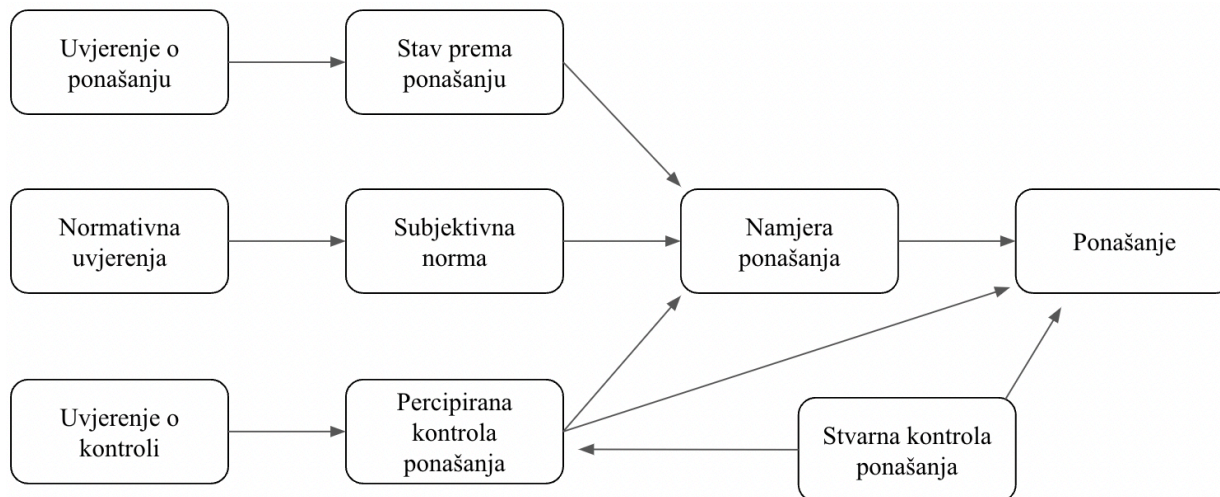 Uvjerenje o
ponašanju
Stav prema
ponašanju
Normativna
uvjerenja
Subjektivna
norma
Namjera
ponašanja
Ponašanje
Uvjerenje o
kontroli
Percipirana
kontrola
ponašanja
Stvarna kontrola
ponašanja